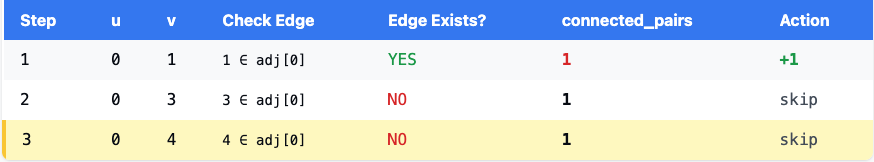 Step u v Check Edge Edge Exists? connected_pairs Action
1 0 1 1 ∈ adj[0] YES 1 +1
2 0 3 3 ∈ adj[0] NO 1 skip
3 0 4 4 ∈ adj[0] NO 1 skip